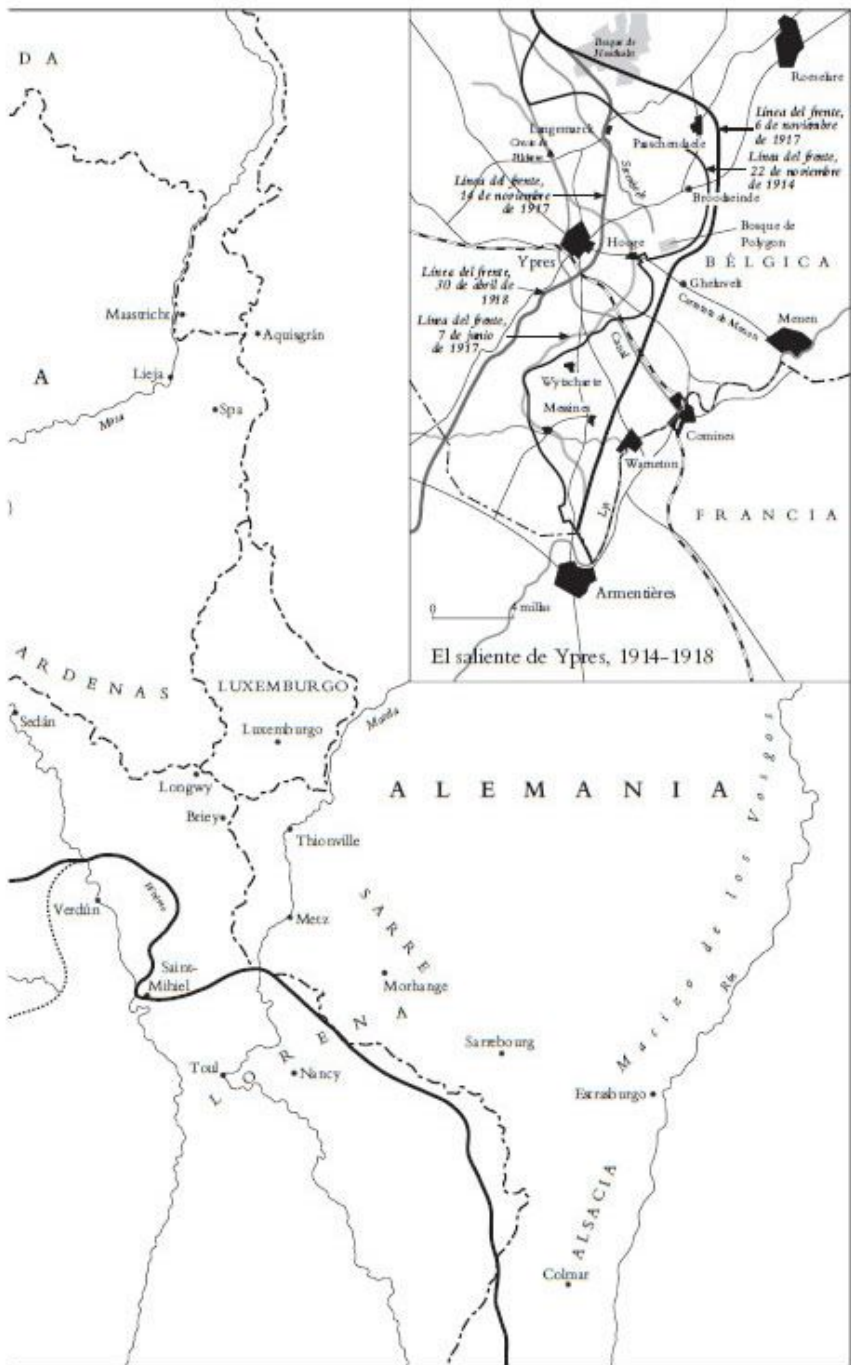 D A
A
Maastricht
Aquisgrán
Lieja
Spa
Mosa
ARDENAS
LUXEMBURGO
Luxemburgo
Sedán
Longwy
Briey
Thionville
ALEMANIA
Verdún
Metz
SARRE
Morhange
Saint-
Mihiel
LORENA
Toul
Nancy
Sarrebourg
Macizo de los Vosgos
Rin
Estrasburgo
ALSACIA
Colmar
Bosque de
Roeselare
Langemarck
Passchendaele
Línea del frente,
6 de noviembre
de 1917
Línea del frente,
22 de noviembre
de 1914
Línea del frente,
14 de noviembre
de 1917
Broodseinde
Bosque de
Polygon
Ypres
Hooge
BÉLGICA
Línea del frente,
30 de abril de
1918
Gheluvelt
Carretera de Menen
Menen
Línea del frente,
7 de junio
de 1917
Canal
Wytschaete
Messines
Comines
Warneton
Lys
FRANCIA
Armentières
0 4 millas
El saliente de Ypres, 1914–1918